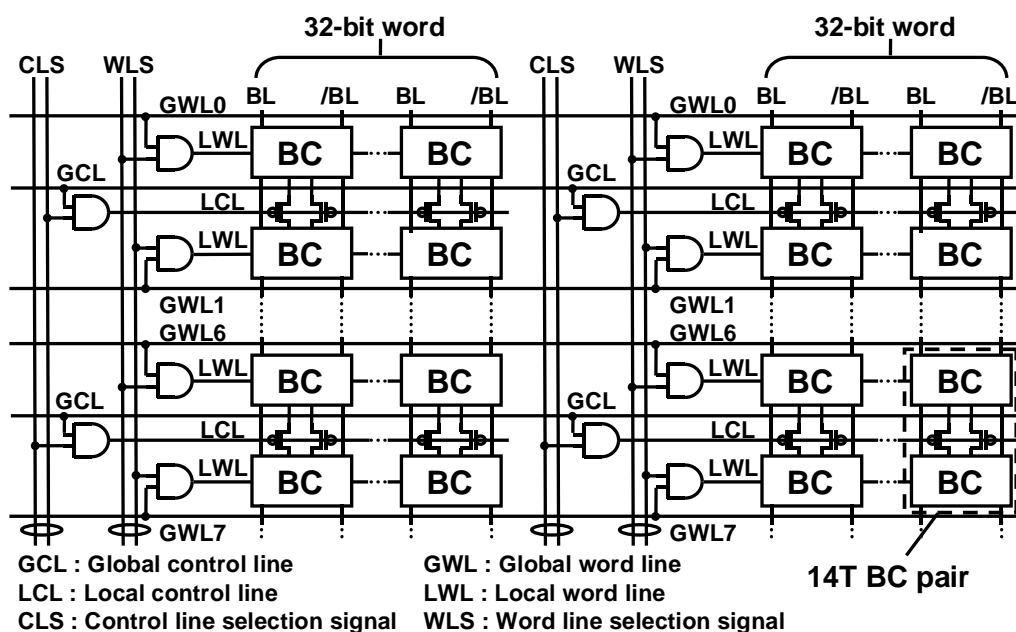 32-bit word 32-bit word
CLS WLS CLS WLS
BL /BL BL /BL BL /BL BL /BL
GWL0 GWL0
LWL BC BC LWL BC BC
GCL GCL
LCL LCL
LWL BC BC LWL BC BC
GWL1 GWL1
GWL6 GWL6
LWL BC BC LWL BC BC
GCL GCL
LCL LCL
LWL BC BC LWL BC BC
GWL7 GWL7
GCL : Global control line GWL : Global word line
LCL : Local control line LWL : Local word line
CLS : Control line selection signal WLS : Word line selection signal
14T BC pair